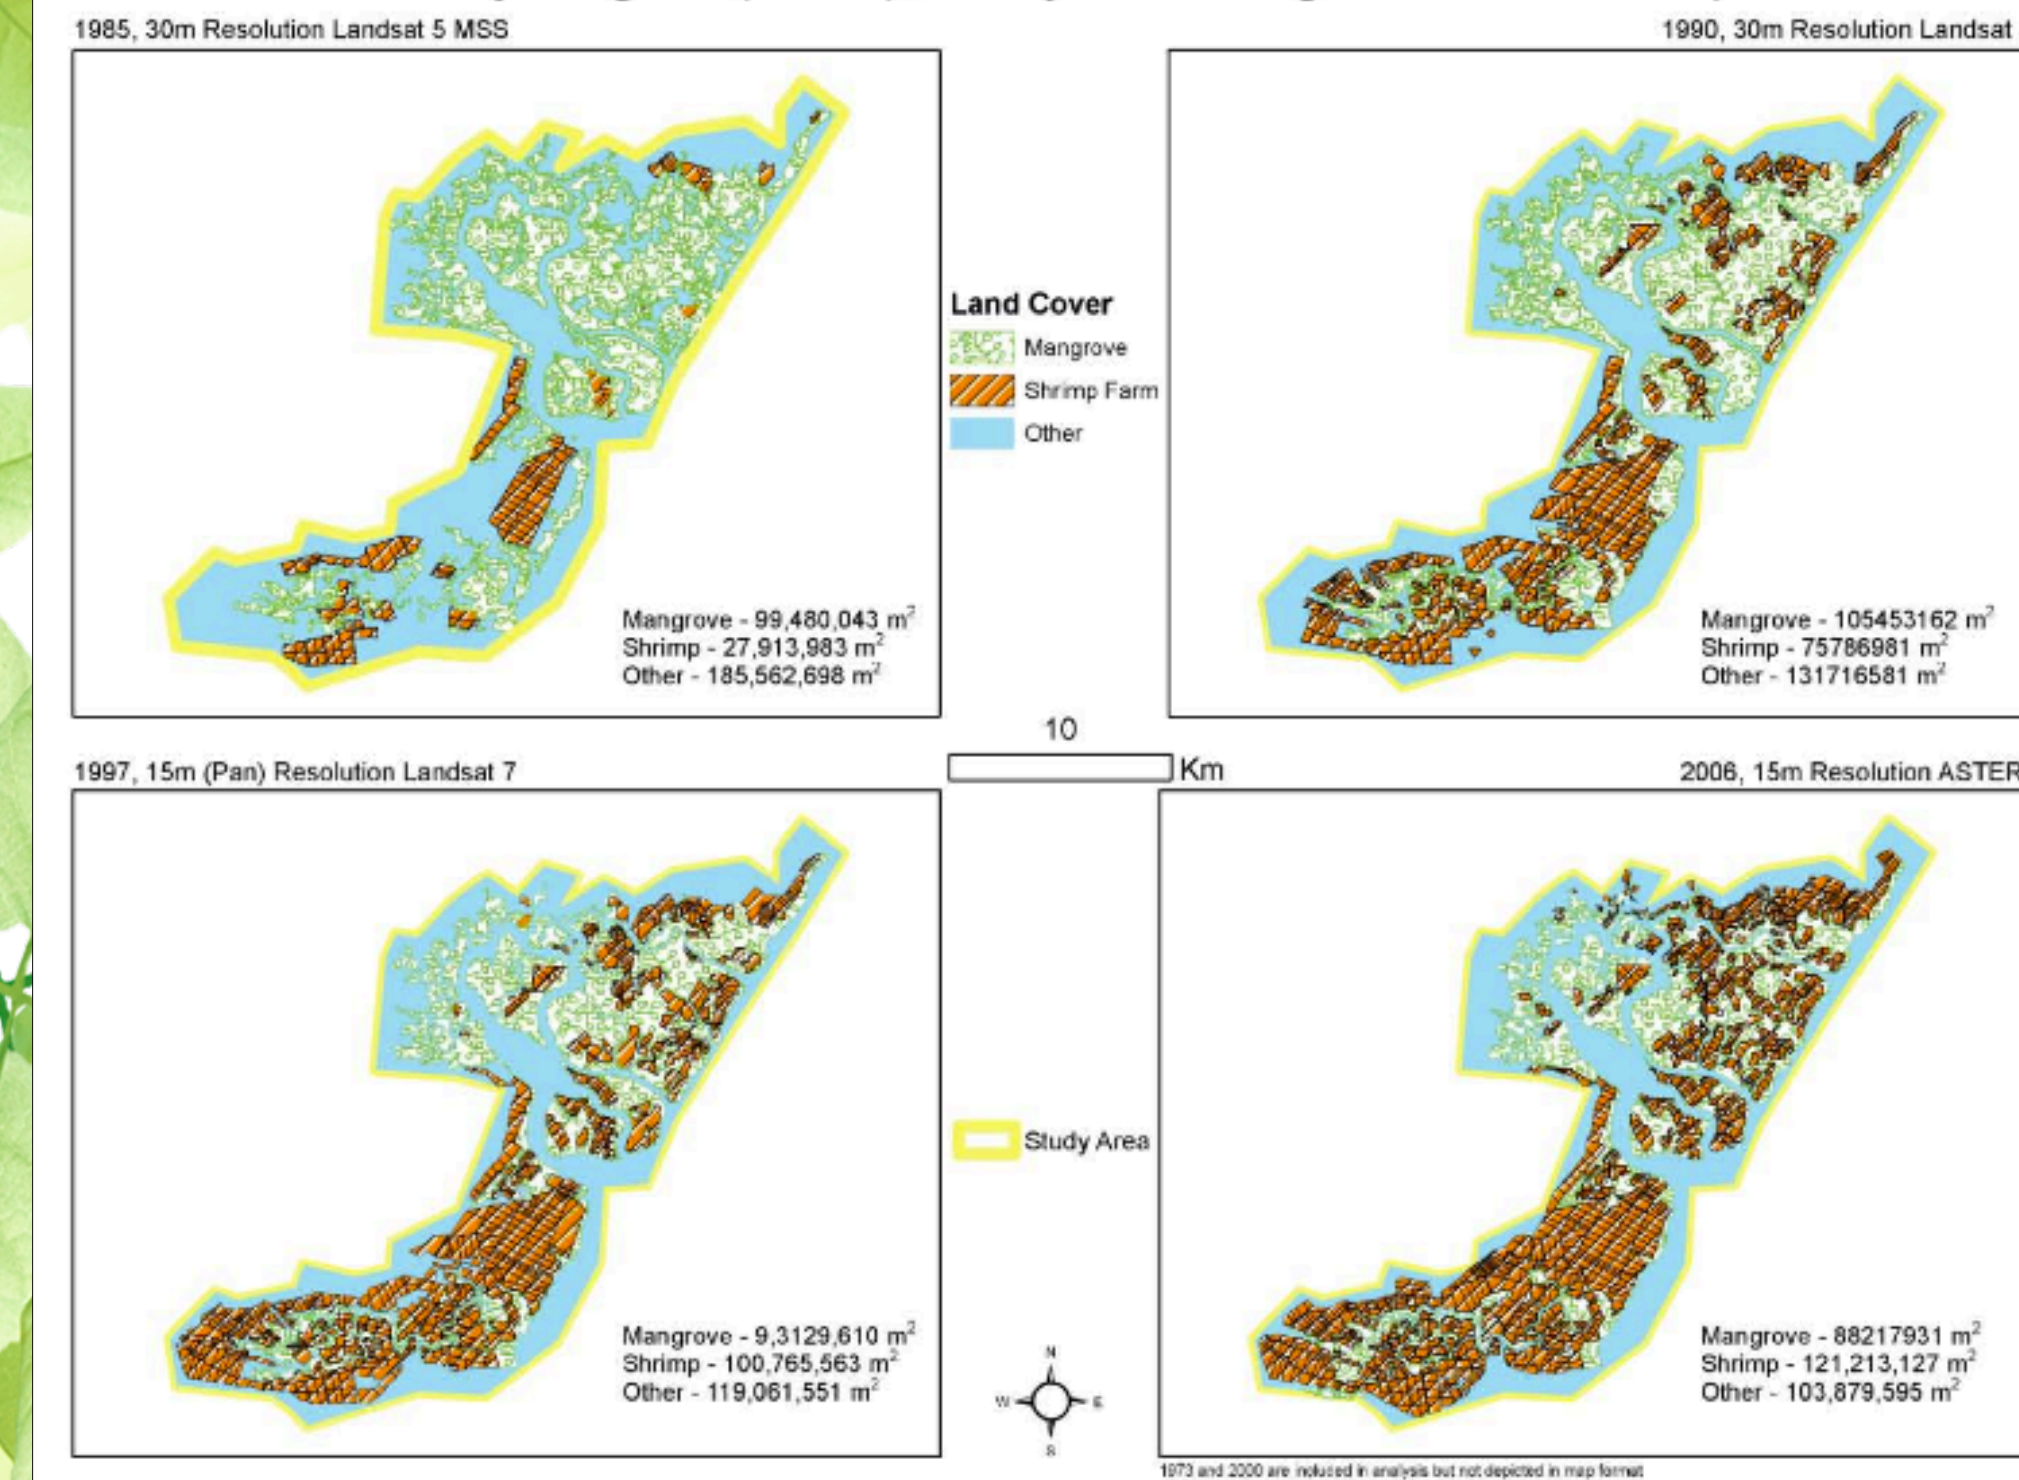 1985, 30m Resolution Landsat 5 MSS
1990, 30m Resolution Landsat
Land Cover
Mangrove
Shrimp Farm
Other
Mangrove - 99,480,043 m²
Shrimp - 27,913,983 m²
Other - 185,562,698 m²
Mangrove - 105453162 m²
Shrimp - 75786981 m²
Other - 131716581 m²
10
Km
1997, 15m (Pan) Resolution Landsat 7
2006, 15m Resolution ASTER
Study Area
Mangrove - 9,3129,610 m²
Shrimp - 100,765,563 m²
Other - 119,061,551 m²
N
W E
S
Mangrove - 88217931 m²
Shrimp - 121,213,127 m²
Other - 103,879,595 m²
1973 and 2000 are included in analysis but not depicted in map format